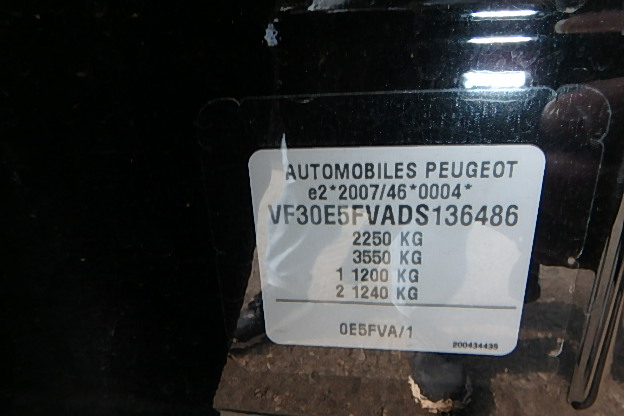 AUTOMOBILES PEUGEOT
e2*2007/46*0004*
VF30E5FVADS136486
2250 KG
3550 KG
1 1200 KG
2 1240 KG
0E5FVA/1
200434435